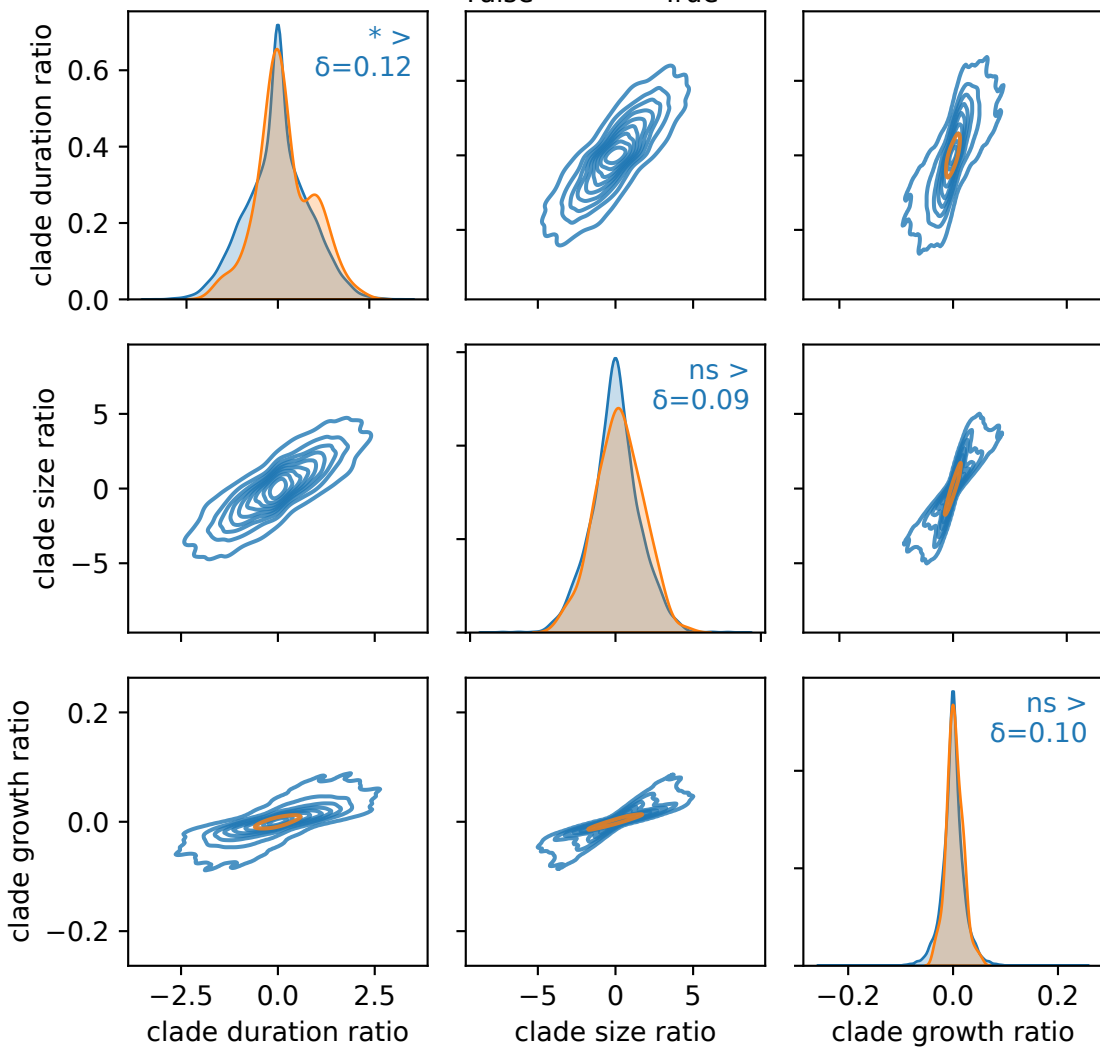 clade duration ratio
0.6
0.4
0.2
0.0
* >
δ=0.12
clade size ratio
5
0
−5
ns >
δ=0.09
clade growth ratio
0.2
0.0
−0.2
ns >
δ=0.10
−2.5 0.0 2.5
clade duration ratio
−5 0 5
clade size ratio
−0.2 0.0 0.2
clade growth ratio